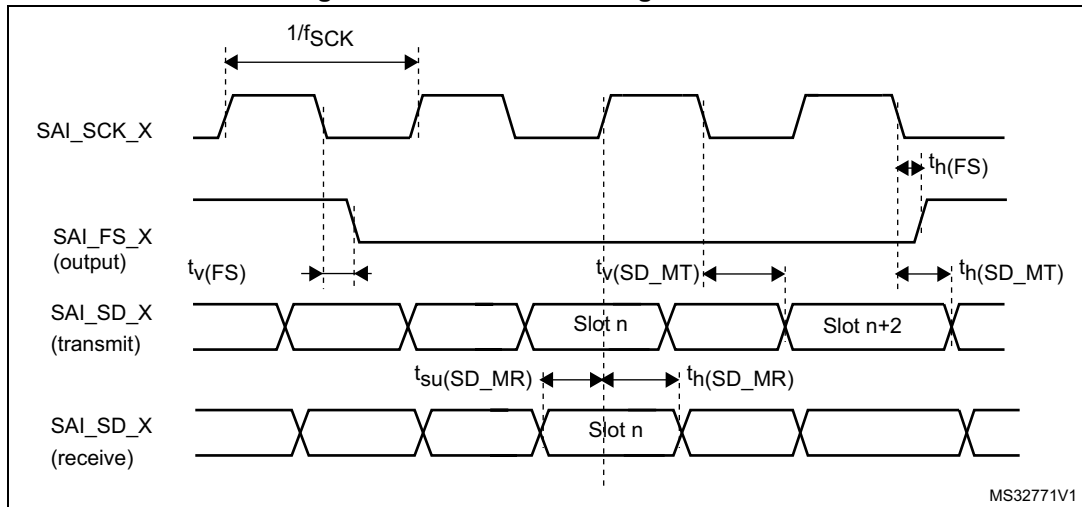 1/fSCK
SAI_SCK_X
th(FS)
SAI_FS_X
(output)
tv(FS)
tv(SD_MT)
th(SD_MT)
SAI_SD_X
(transmit)
Slot n
Slot n+2
tsu(SD_MR)
th(SD_MR)
SAI_SD_X
(receive)
Slot n
MS32771V1